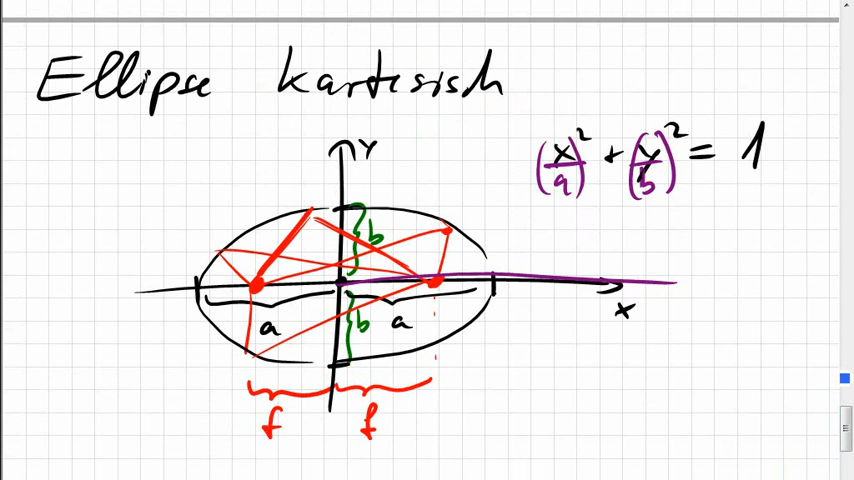 Ellipse kartesisch
(x/a)² + (y/b)² = 1
Y
b
a a
b
x
f f